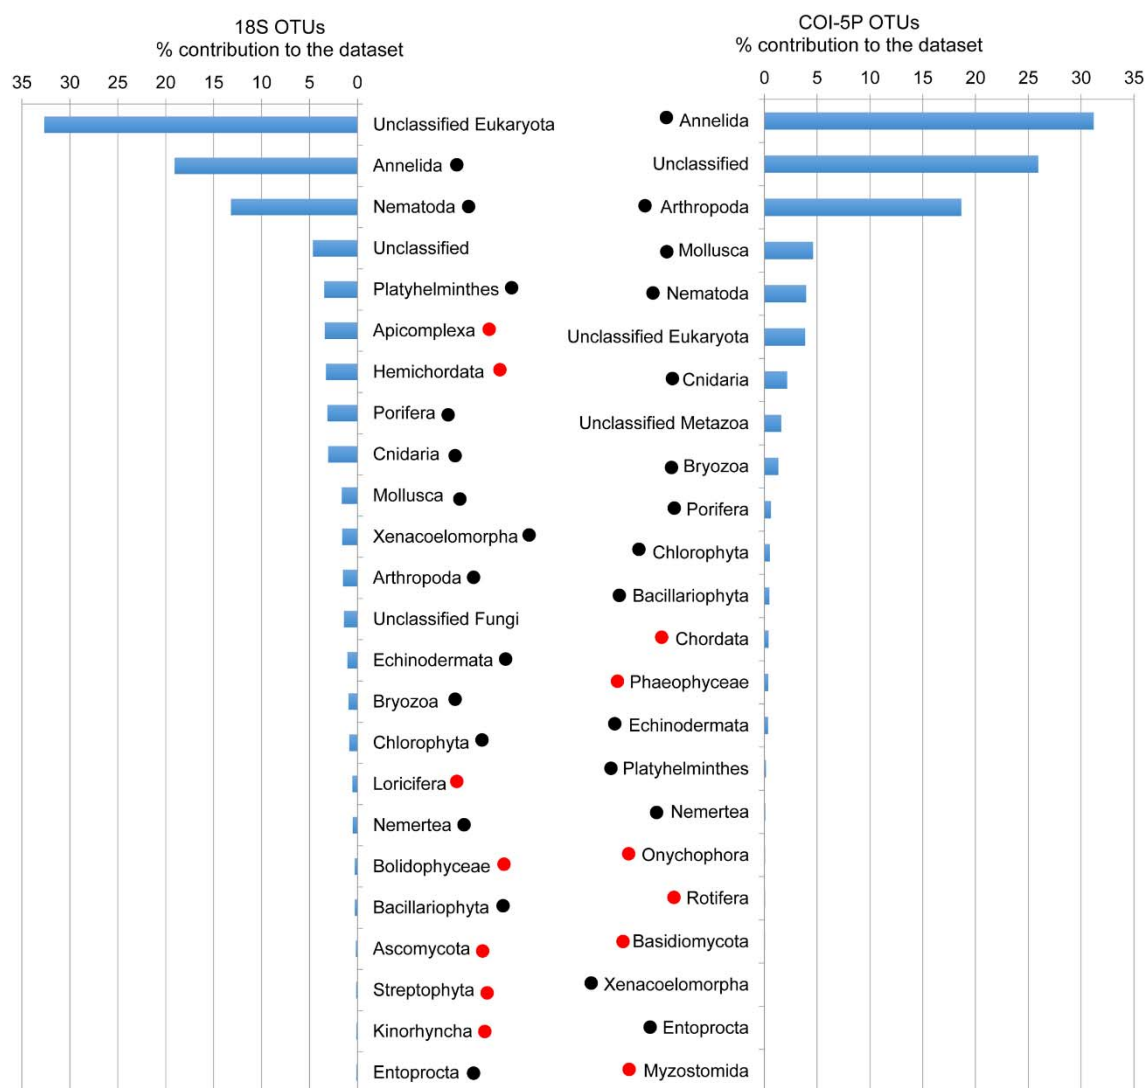 18S OTUs
% contribution to the dataset
35 30 25 20 15 10 5 0
Unclassified Eukaryota
Annelida
Nematoda
Unclassified
Platyhelminthes
Apicomplexa
Hemichordata
Porifera
Cnidaria
Mollusca
Xenacoelomorpha
Arthropoda
Unclassified Fungi
Echinodermata
Bryozoa
Chlorophyta
Loricifera
Nemertea
Bolidophyceae
Bacillariophyta
Ascomycota
Streptophyta
Kinorhyncha
Entoprocta
COI-5P OTUs
% contribution to the dataset
0 5 10 15 20 25 30 35
Annelida
Unclassified
Arthropoda
Mollusca
Nematoda
Unclassified Eukaryota
Cnidaria
Unclassified Metazoa
Bryozoa
Porifera
Chlorophyta
Bacillariophyta
Chordata
Phaeophyceae
Echinodermata
Platyhelminthes
Nemertea
Onychophora
Rotifera
Basidiomycota
Xenacoelomorpha
Entoprocta
Myzostomida